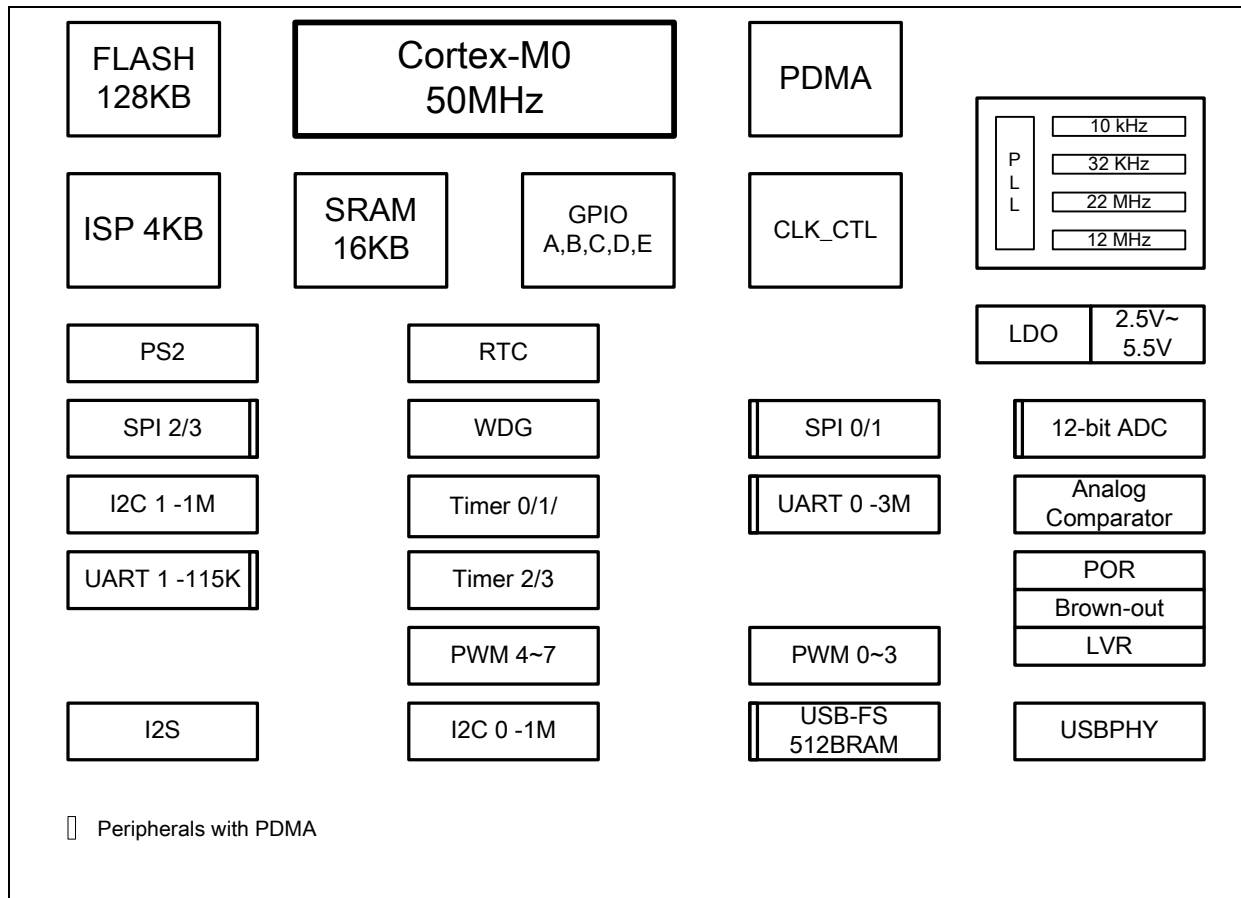 FLASH
128KB
Cortex-M0
50MHz
PDMA
10 kHz
32 KHz
22 MHz
12 MHz
P
L
L
ISP 4KB
SRAM
16KB
GPIO
A,B,C,D,E
CLK_CTL
LDO
2.5V~
5.5V
PS2
RTC
SPI 2/3
WDG
SPI 0/1
12-bit ADC
I2C 1 -1M
Timer 0/1/
UART 0 -3M
Analog
Comparator
UART 1 -115K
Timer 2/3
POR
Brown-out
LVR
PWM 4~7
PWM 0~3
I2S
I2C 0 -1M
USB-FS
512BRAM
USBPHY
Peripherals with PDMA